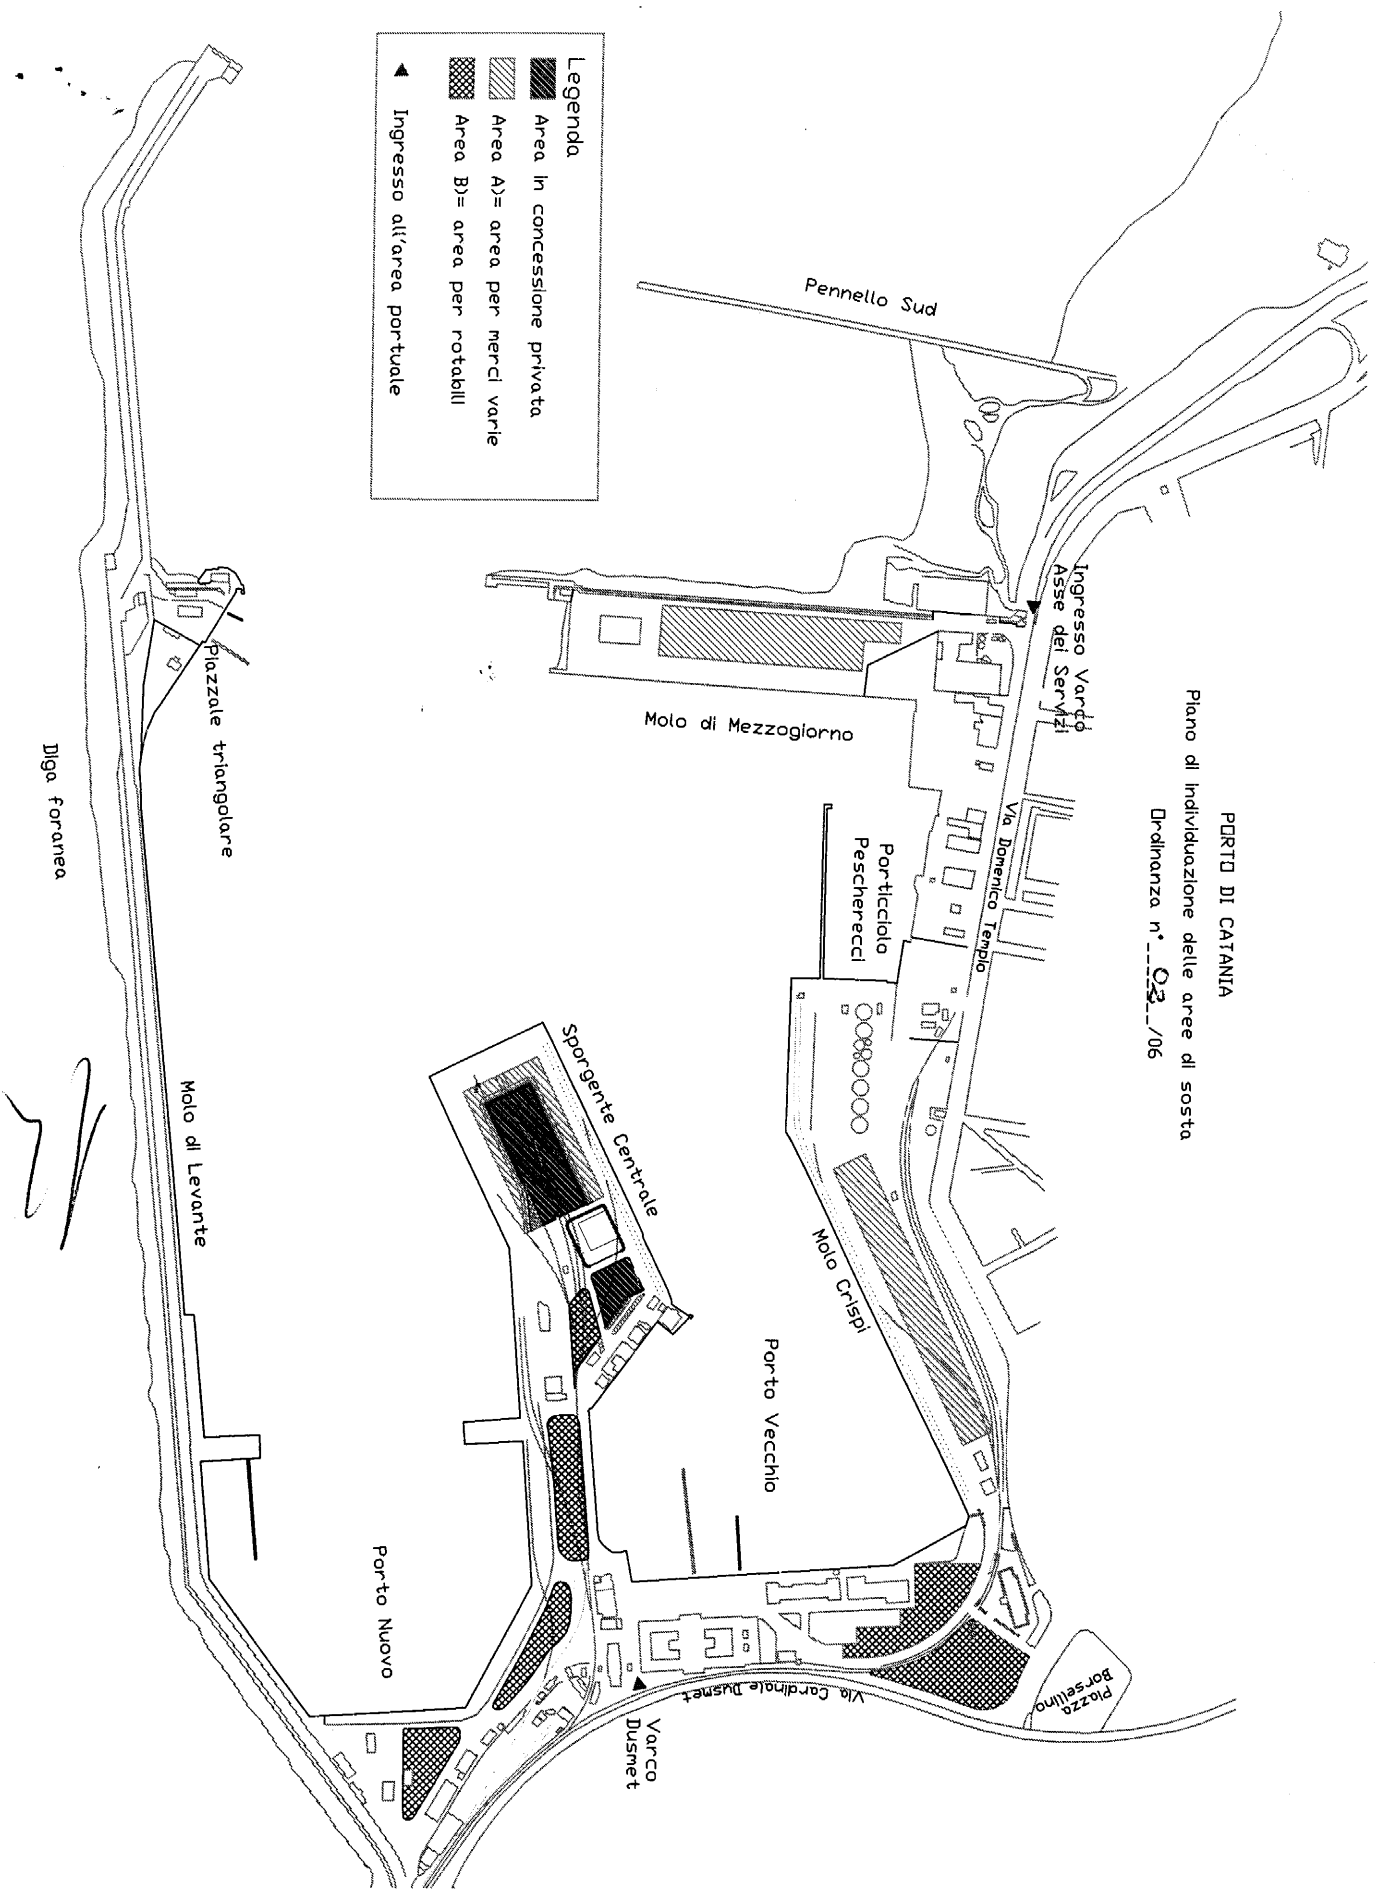 PORTO DI CATANIA
Piano di individuazione delle aree di sosta
Ordinanza n° 03/06
Legenda
Area in concessione privata
Area A)= area per merci varie
Area B)= area per rotabili
Ingresso all'area portuale
Pennello Sud
Ingresso Varco
Asse dei Servizi
Via Domenico Tempio
Molo di Mezzogiorno
Porticciolo
Pescherecci
Piazzale triangolare
Diga foranea
Molo di Levante
Sporgente Centrale
Molo Crispi
Porto Vecchio
Porto Nuovo
Via Cardinale Dusmet
Varco
Dusmet
Piazza
Borsellino